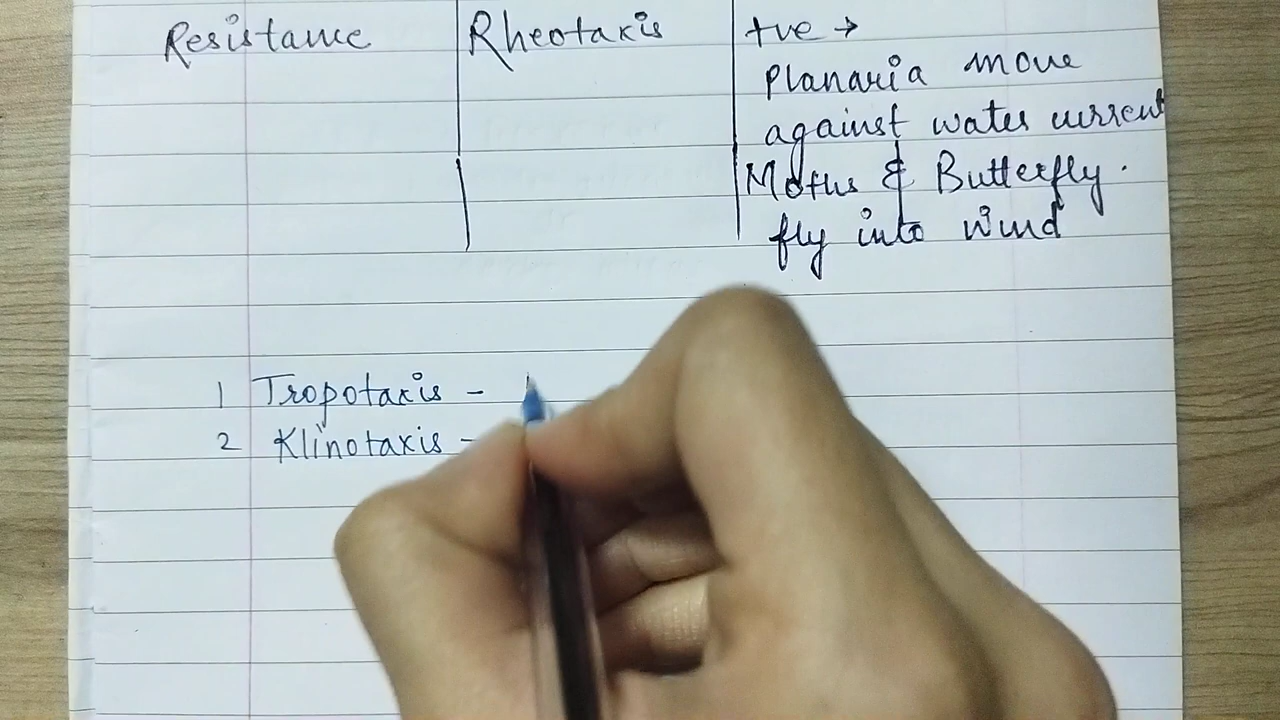 Resistance Rheotaxis +ve →
Planaria move
against water current
Moths & Butterfly.
fly into wind
1 Tropotaxis -
2 Klinotaxis -